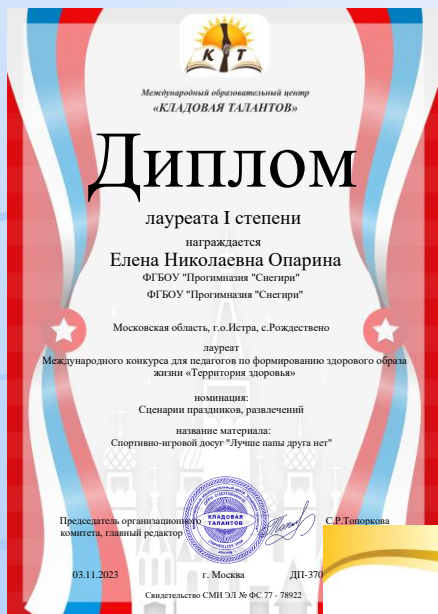 К Т
Международный образовательный центр
«КЛАДОВАЯ ТАЛАНТОВ»
Диплом
лауреата I степени
награждается
Елена Николаевна Опарина
ФГБОУ "Прогимназия "Снегири"
ФГБОУ "Прогимназия "Снегири"
Московская область, г.о.Истра, с.Рождествено
лауреат
Международного конкурса для педагогов по формированию здорового образа
жизни «Территория здоровья»
номинация:
Сценарии праздников, развлечений
название материала:
Спортивно-игровой досуг "Лучше папы друга нет"
КЛАДОВАЯ
ТАЛАНТОВ
Председатель организационного
комитета, главный редактор
С.Р.Топоркова
03.11.2023 г. Москва ДП-370
Свидетельство СМИ ЭЛ № ФС 77 - 78922